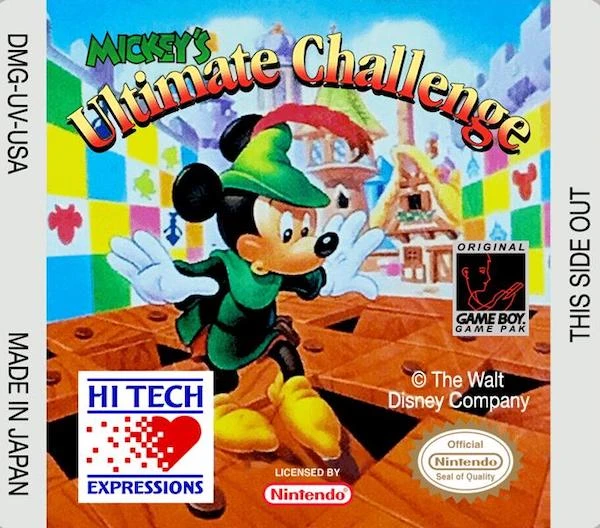 DMG-UV-USA
MADE IN JAPAN
MICKEY'S
Ultimate Challenge
ORIGINAL
GAME BOY.
GAME PAK
© The Walt
Disney Company
HI TECH
EXPRESSIONS
LICENSED BY
Nintendo®
Official
Nintendo
Seal of Quality
THIS SIDE OUT